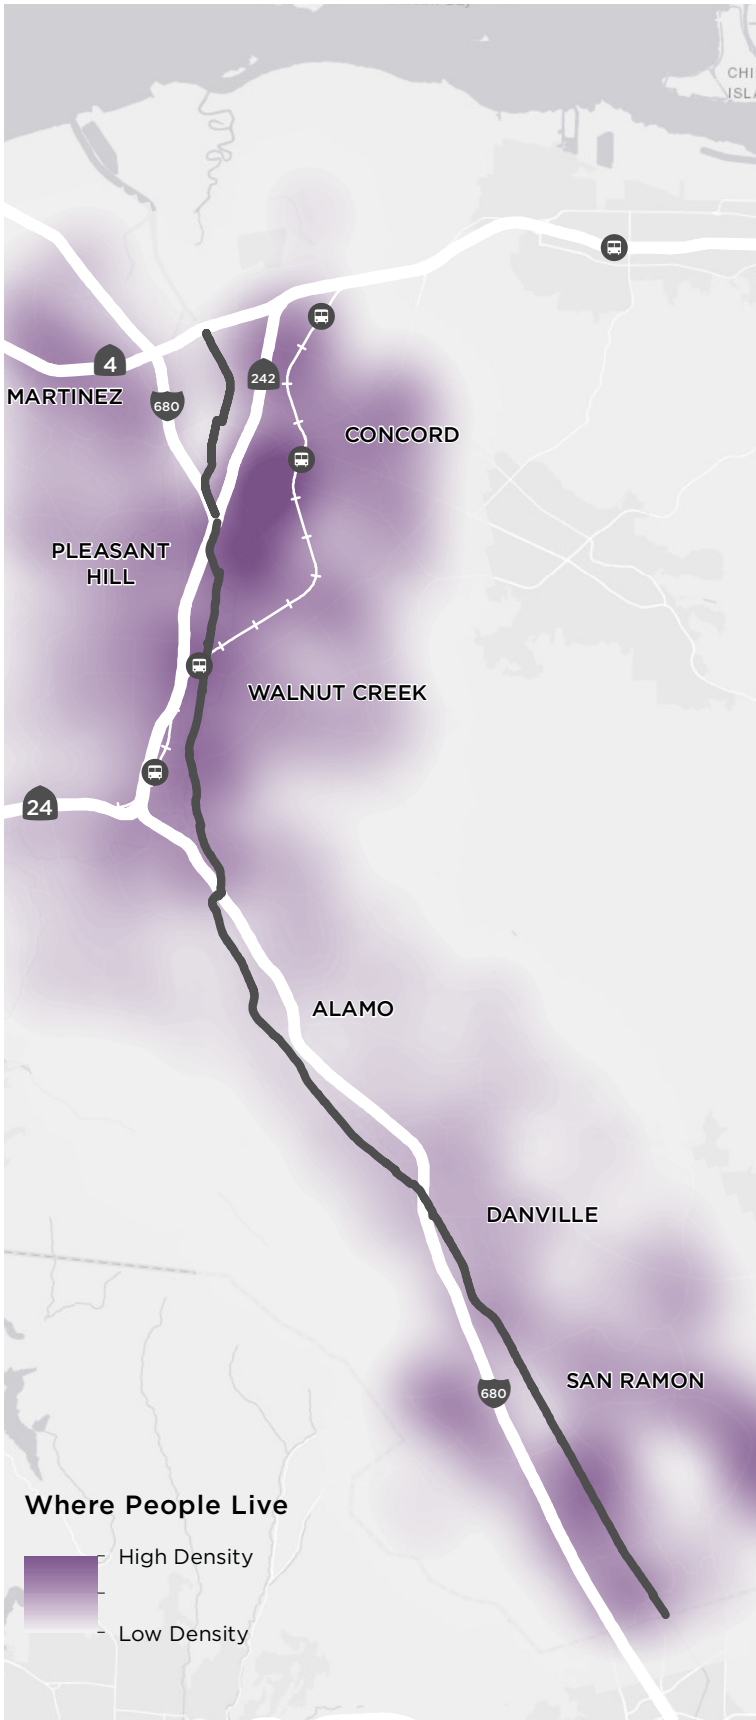 4
MARTINEZ
680
242
CONCORD
PLEASANT
HILL
WALNUT CREEK
24
ALAMO
DANVILLE
SAN RAMON
680
Where People Live
High Density
Low Density